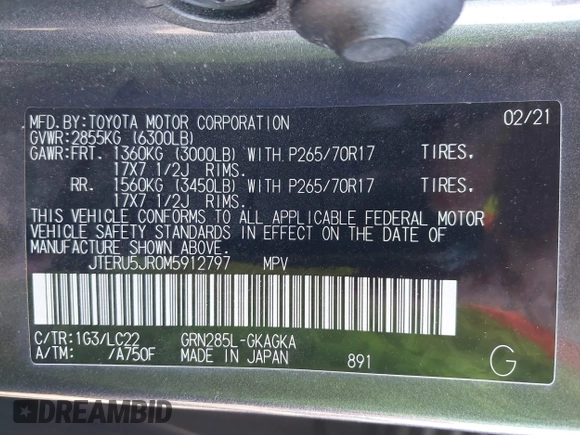 MFD.BY:TOYOTA MOTOR CORPORATION 02/21
GVWR:2855KG (6300LB)
GAWR:FRT. 1360KG (3000LB) WITH P265/70R17 TIRES,
17X7 1/2J RIMS.
RR. 1560KG (3450LB) WITH P265/70R17 TIRES,
17X7 1/2J RIMS.
THIS VEHICLE CONFORMS TO ALL APPLICABLE FEDERAL MOTOR
VEHICLE SAFETY STANDARDS IN EFFECT ON THE DATE OF
MANUFACTURE SHOWN ABOVE.
JTERU5JR0M5912797 MPV
C/TR:1G3/LC22 GRN285L-GKAGKA
A/TM: /A750F MADE IN JAPAN 891 G
DREAMBID